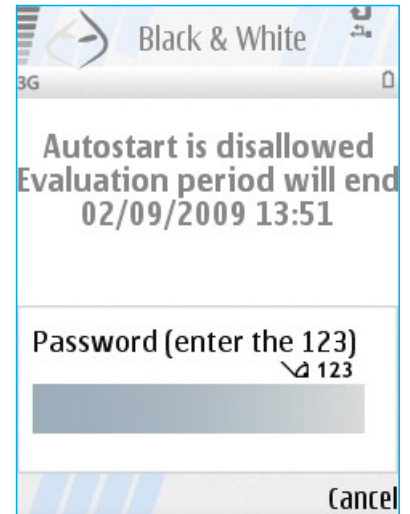 Black & White
3G
Autostart is disallowed
Evaluation period will end
02/09/2009 13:51
Password (enter the 123)
123
Cancel